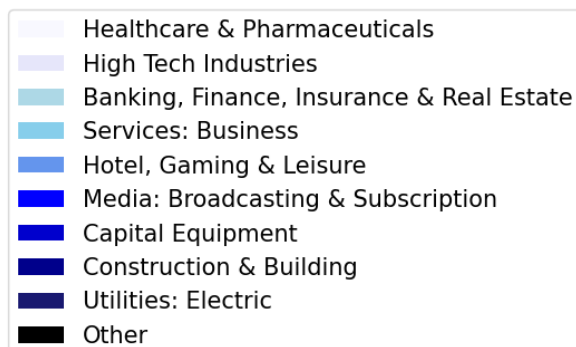 Healthcare & Pharmaceuticals
High Tech Industries
Banking, Finance, Insurance & Real Estate
Services: Business
Hotel, Gaming & Leisure
Media: Broadcasting & Subscription
Capital Equipment
Construction & Building
Utilities: Electric
Other